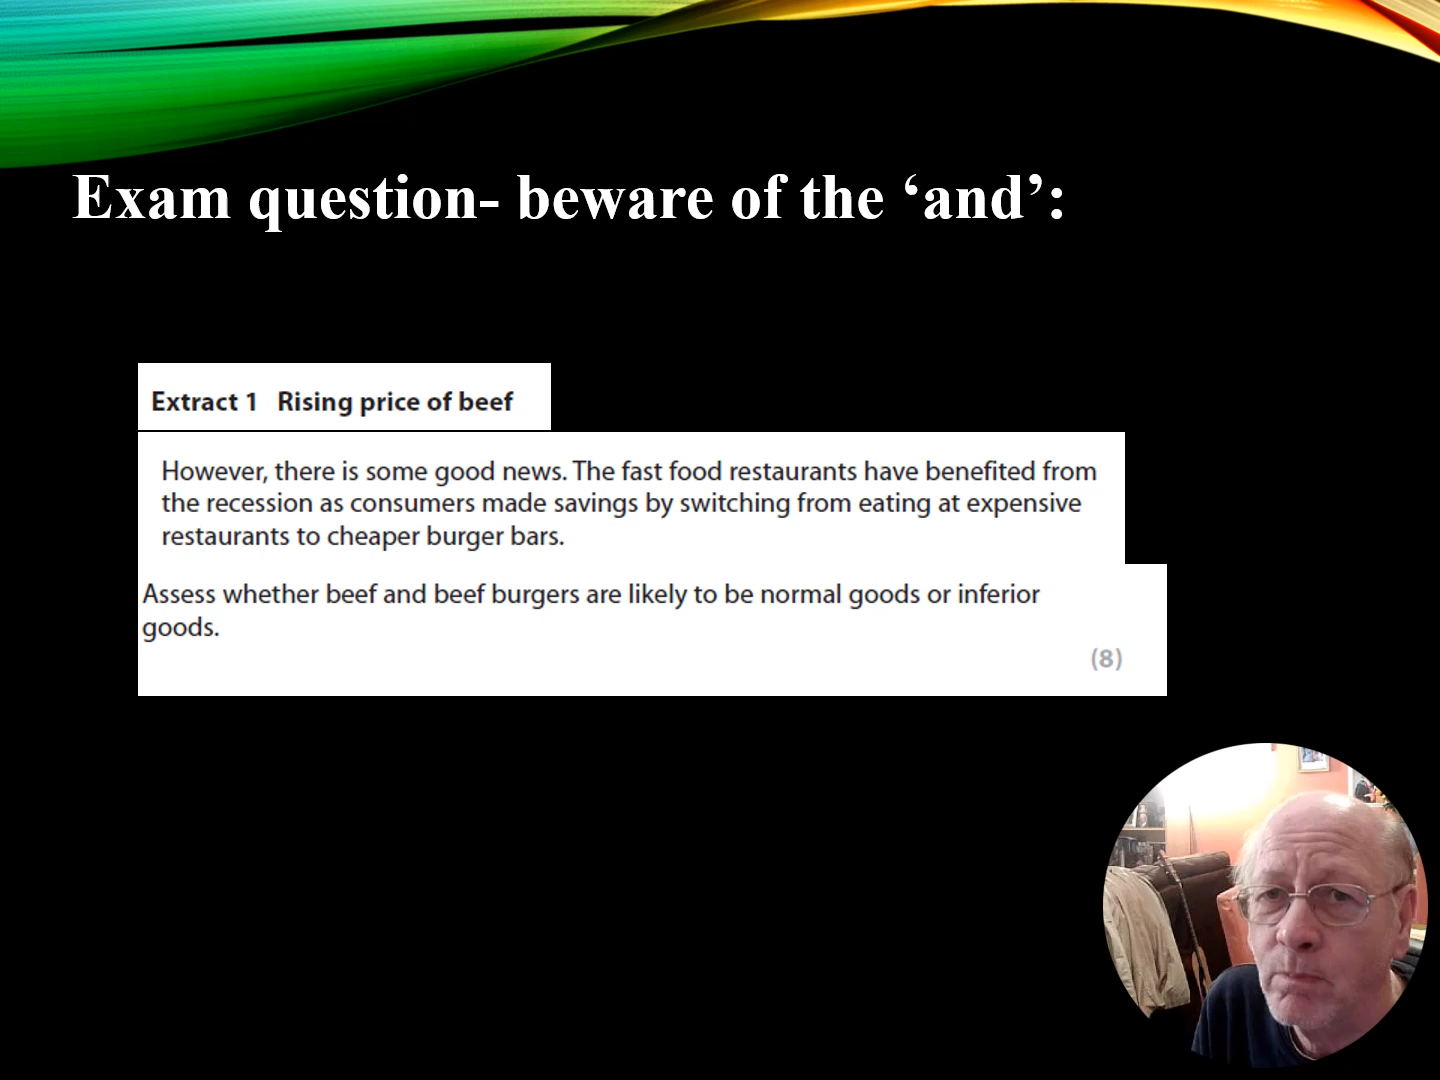 Exam question- beware of the ‘and’:
Extract 1 Rising price of beef
However, there is some good news. The fast food restaurants have benefited from
the recession as consumers made savings by switching from eating at expensive
restaurants to cheaper burger bars.
Assess whether beef and beef burgers are likely to be normal goods or inferior
goods.
(8)